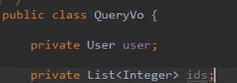 */
public class QueryVo {
private User user;
private List<Integer> ids;